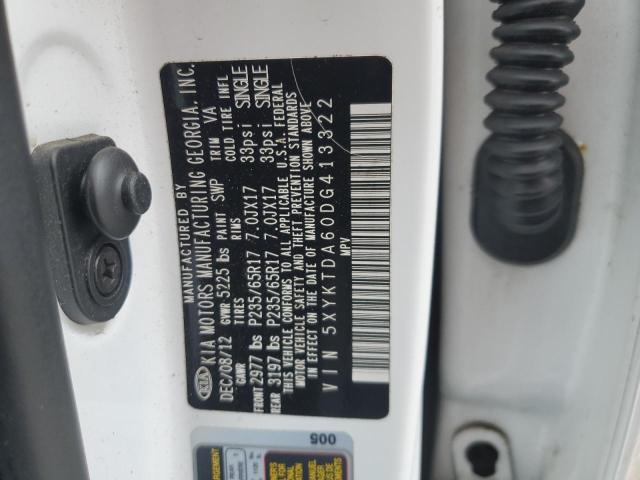 MANUFACTURED BY
KIA KIA MOTORS MANUFACTURING GEORGIA. INC.
DEC/08/12 GVWR 5225 lbs PAINT SWP TRIM VA
GAWR TIRES RIMS COLD TIRE INFL
FRONT 2977 lbs P235/65R17 7.0JX17 33psi SINGLE
REAR 3197 lbs P235/65R17 7.0JX17 33psi SINGLE
THIS VEHICLE CONFORMS TO ALL APPLICABLE U.S.A. FEDERAL
MOTOR VEHICLE SAFETY AND THEFT PREVENTION STANDARDS
IN EFFECT ON THE DATE OF MANUFACTURE SHOWN ABOVE
VIN 5XYKTDA60DG413322
MPV
005